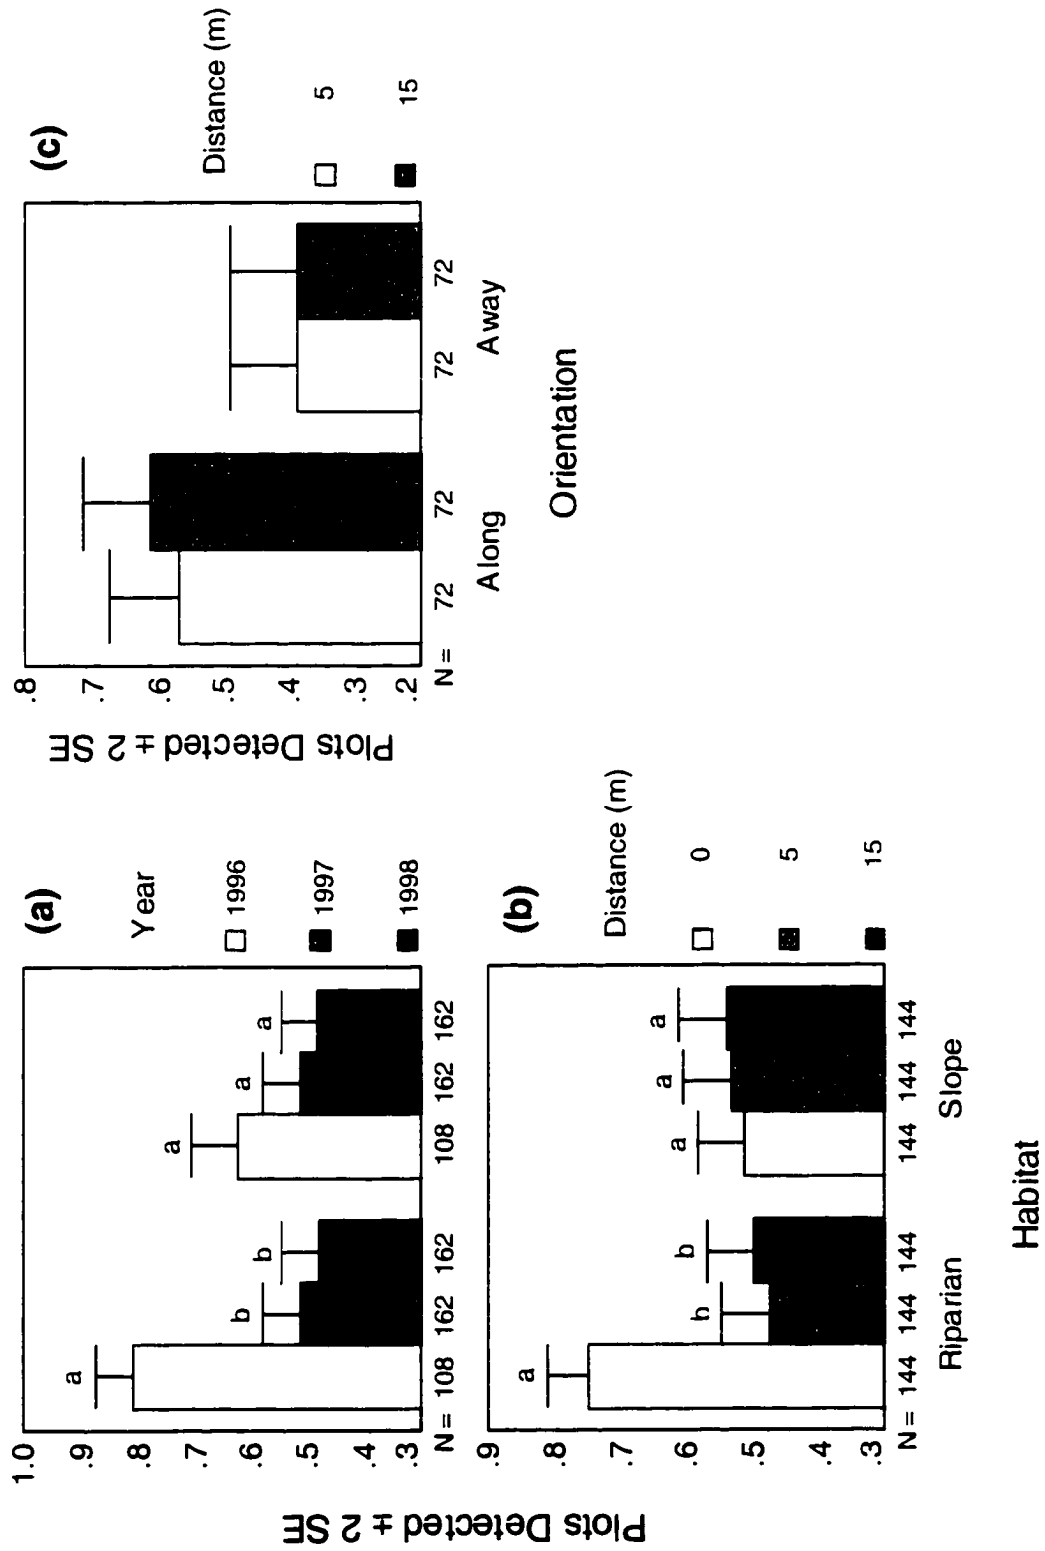 (a)
Plots Detected ± 2 SE
1.0
.9
.8
.7
.6
.5
.4
.3
a
b
b
a
a
a
N = 108 162 162 108 162 162
Year
1996
1997
1998
(b)
.9
.8
.7
.6
.5
.4
.3
a
b
b
a
a
a
N = 144 144 144 144 144 144
Riparian Slope
Habitat
Distance (m)
0
5
15
(c)
Plots Detected ± 2 SE
.8
.7
.6
.5
.4
.3
.2
N = 72 72 72 72
Along Away
Orientation
Distance (m)
5
15